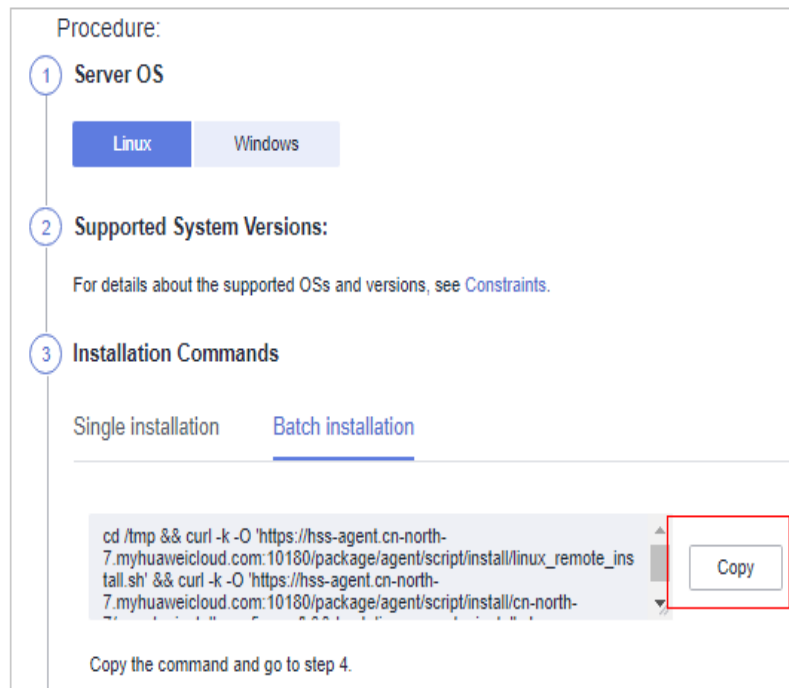 Procedure:
1 Server OS
Linux Windows
2 Supported System Versions:
For details about the supported OSs and versions, see Constraints.
3 Installation Commands
Single installation Batch installation
cd /tmp && curl -k -O 'https://hss-agent.cn-north-
7.myhuaweicloud.com:10180/package/agent/script/install/linux_remote_ins
tall.sh' && curl -k -O 'https://hss-agent.cn-north-
7.myhuaweicloud.com:10180/package/agent/script/install/cn-north-
Copy
Copy the command and go to step 4.